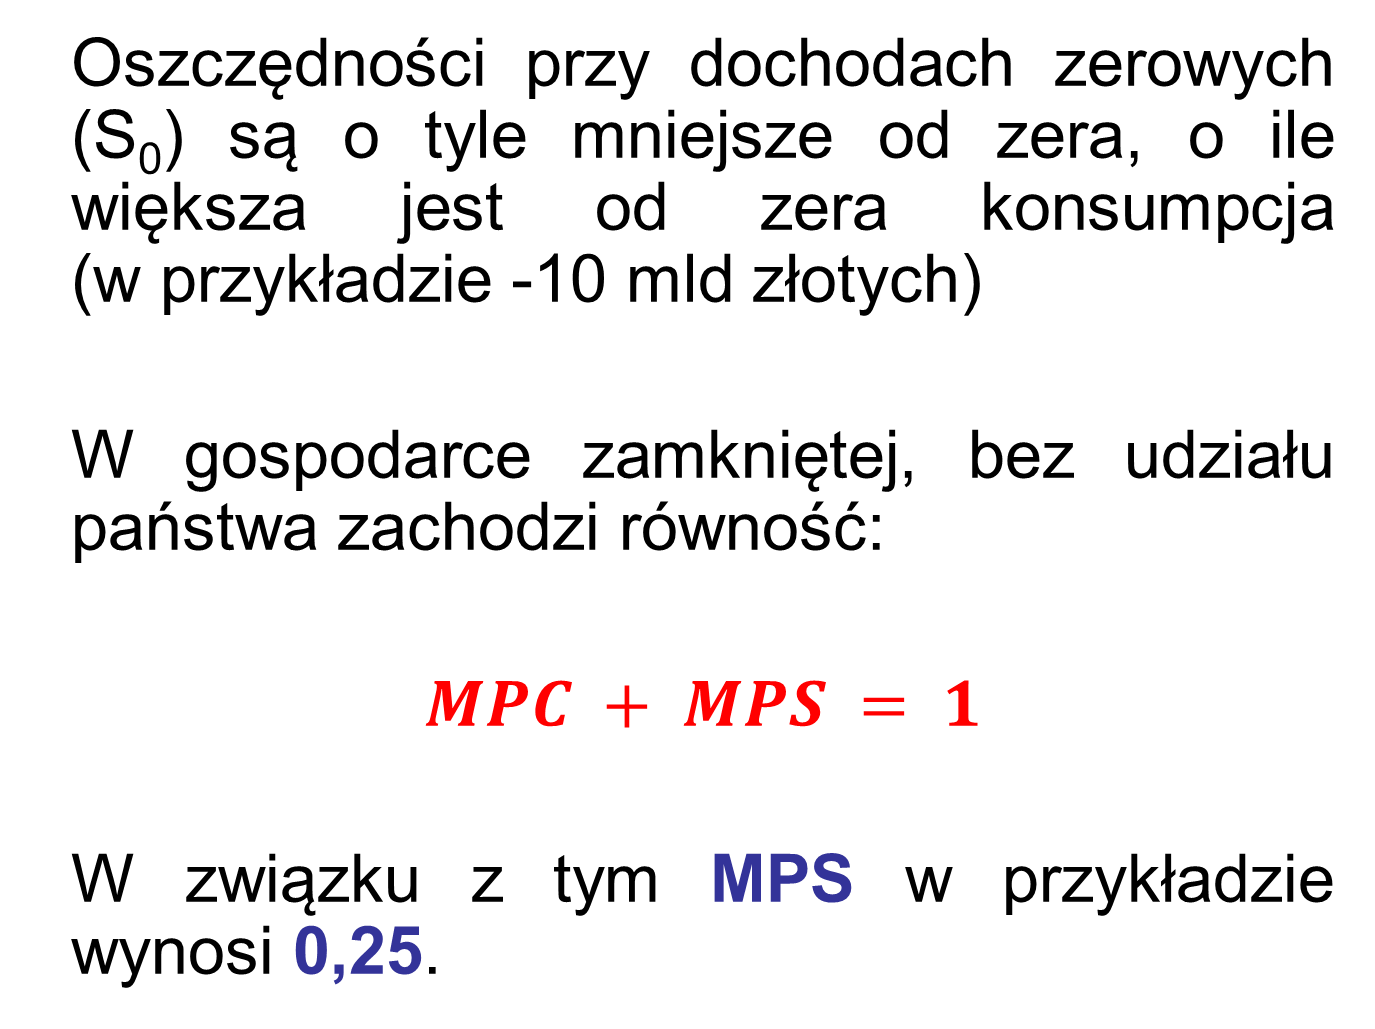 Oszczędności przy dochodach zerowych
(S₀) są o tyle mniejsze od zera, o ile
większa jest od zera konsumpcja
(w przykładzie -10 mld złotych)
W gospodarce zamkniętej, bez udziału
państwa zachodzi równość:
MPC + MPS = 1
W związku z tym MPS w przykładzie
wynosi 0,25.